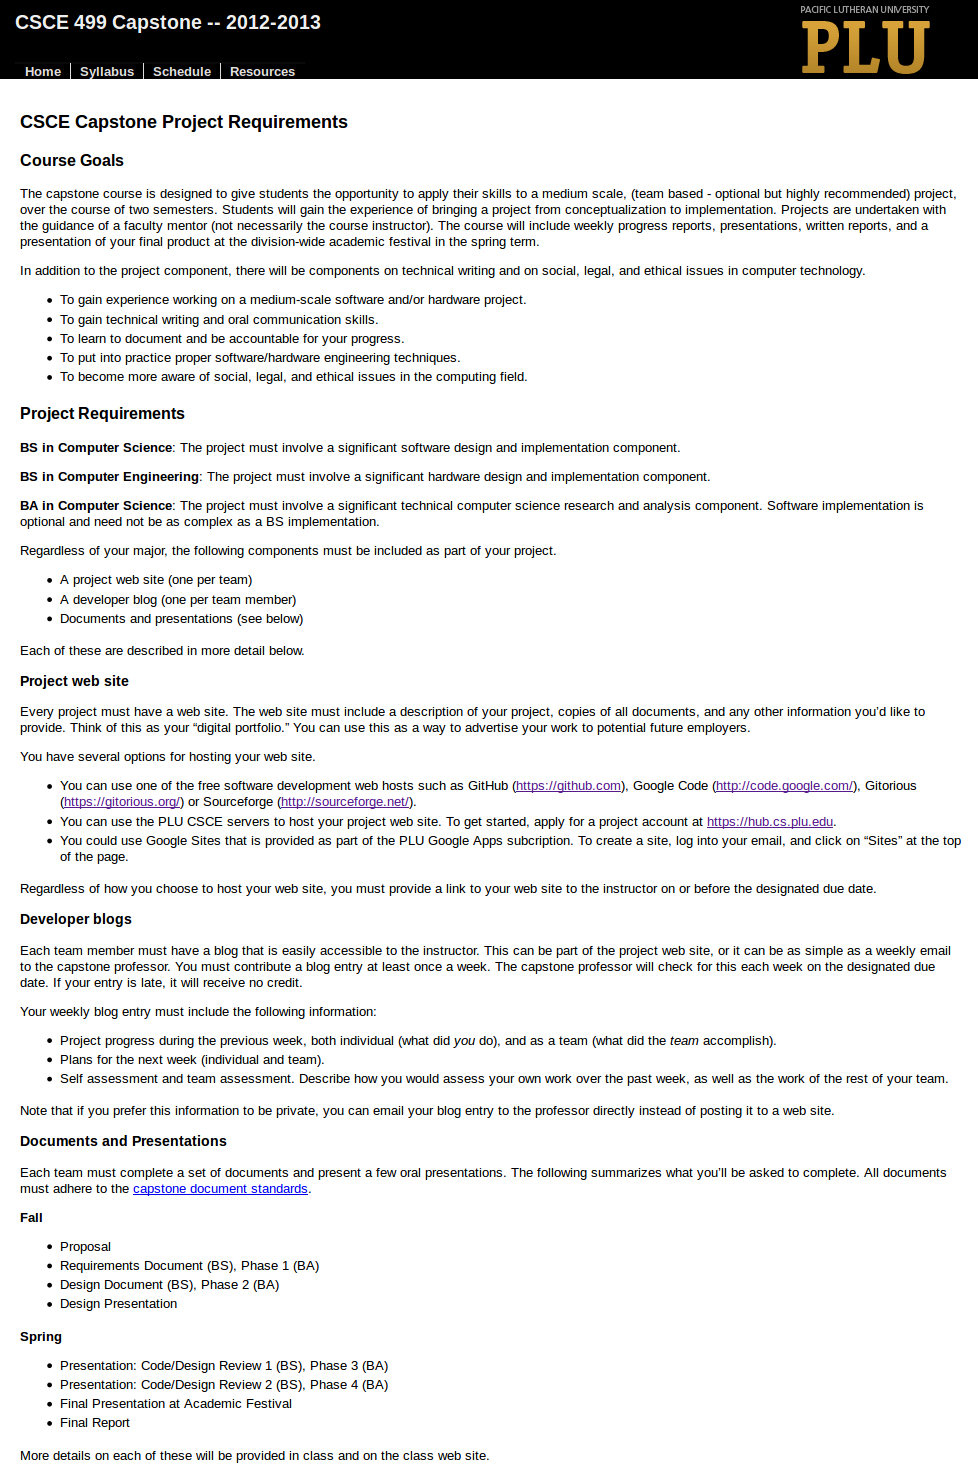 CSCE 499 Capstone -- 2012-2013
PACIFIC LUTHERAN UNIVERSITY
PLU
Home
Syllabus
Schedule
Resources
CSCE Capstone Project Requirements
Course Goals
The capstone course is designed to give students the opportunity to apply their skills to a medium scale, (team based - optional but highly recommended) project,
over the course of two semesters. Students will gain the experience of bringing a project from conceptualization to implementation. Projects are undertaken with
the guidance of a faculty mentor (not necessarily the course instructor). The course will include weekly progress reports, presentations, written reports, and a
presentation of your final product at the division-wide academic festival in the spring term.
In addition to the project component, there will be components on technical writing and on social, legal, and ethical issues in computer technology.
• To gain experience working on a medium-scale software and/or hardware project.
• To gain technical writing and oral communication skills.
• To learn to document and be accountable for your progress.
• To put into practice proper software/hardware engineering techniques.
• To become more aware of social, legal, and ethical issues in the computing field.
Project Requirements
BS in Computer Science: The project must involve a significant software design and implementation component.
BS in Computer Engineering: The project must involve a significant hardware design and implementation component.
BA in Computer Science: The project must involve a significant technical computer science research and analysis component. Software implementation is
optional and need not be as complex as a BS implementation.
Regardless of your major, the following components must be included as part of your project.
• A project web site (one per team)
• A developer blog (one per team member)
• Documents and presentations (see below)
Each of these are described in more detail below.
Project web site
Every project must have a web site. The web site must include a description of your project, copies of all documents, and any other information you’d like to
provide. Think of this as your “digital portfolio.” You can use this as a way to advertise your work to potential future employers.
You have several options for hosting your web site.
• You can use one of the free software development web hosts such as GitHub (https://github.com), Google Code (http://code.google.com/), Gitorious
(https://gitorious.org/) or Sourceforge (http://sourceforge.net/).
• You can use the PLU CSCE servers to host your project web site. To get started, apply for a project account at https://hub.cs.plu.edu.
• You could use Google Sites that is provided as part of the PLU Google Apps subcription. To create a site, log into your email, and click on “Sites” at the top
of the page.
Regardless of how you choose to host your web site, you must provide a link to your web site to the instructor on or before the designated due date.
Developer blogs
Each team member must have a blog that is easily accessible to the instructor. This can be part of the project web site, or it can be as simple as a weekly email
to the capstone professor. You must contribute a blog entry at least once a week. The capstone professor will check for this each week on the designated due
date. If your entry is late, it will receive no credit.
Your weekly blog entry must include the following information:
• Project progress during the previous week, both individual (what did you do), and as a team (what did the team accomplish).
• Plans for the next week (individual and team).
• Self assessment and team assessment. Describe how you would assess your own work over the past week, as well as the work of the rest of your team.
Note that if you prefer this information to be private, you can email your blog entry to the professor directly instead of posting it to a web site.
Documents and Presentations
Each team must complete a set of documents and present a few oral presentations. The following summarizes what you’ll be asked to complete. All documents
must adhere to the capstone document standards.
Fall
• Proposal
• Requirements Document (BS), Phase 1 (BA)
• Design Document (BS), Phase 2 (BA)
• Design Presentation
Spring
• Presentation: Code/Design Review 1 (BS), Phase 3 (BA)
• Presentation: Code/Design Review 2 (BS), Phase 4 (BA)
• Final Presentation at Academic Festival
• Final Report
More details on each of these will be provided in class and on the class web site.